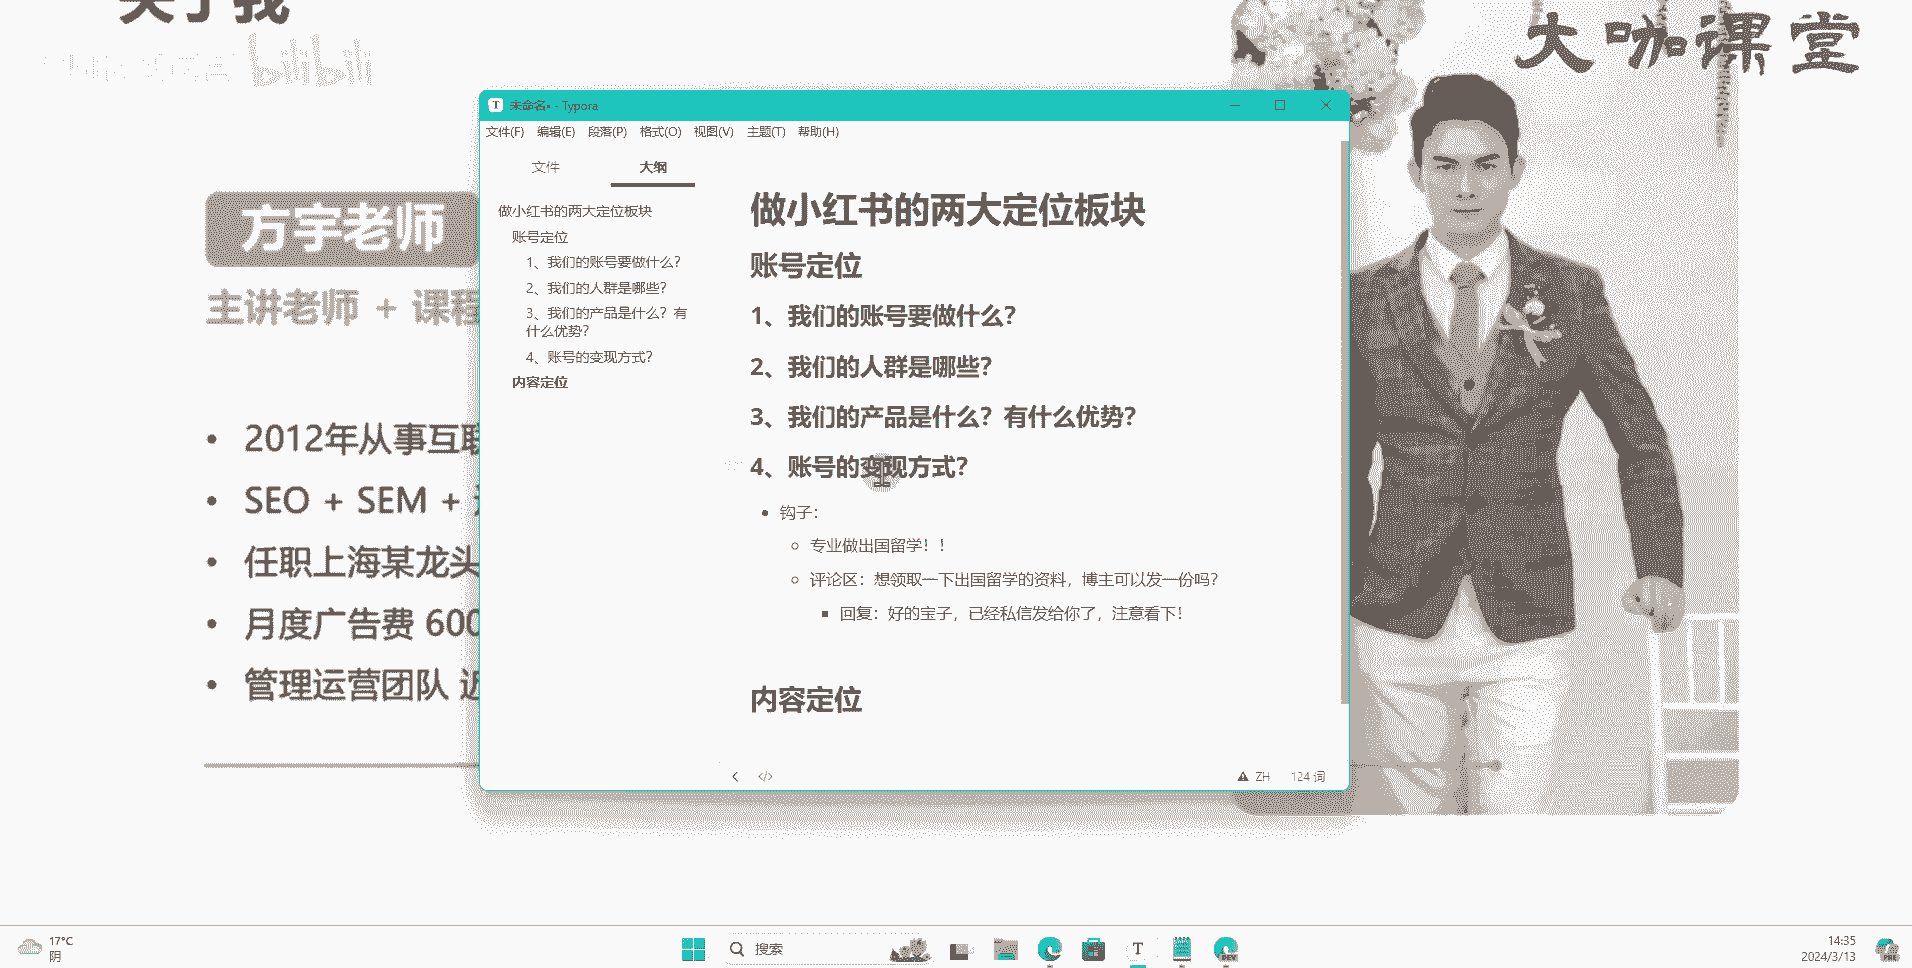 关于我
bilibili
大咖课堂
方宇老师
主讲老师 + 课程
2012年从事互联
SEO + SEM +
任职上海某龙头
月度广告费 600
管理运营团队 近
未命名• - Typora
文件(F) 编辑(E) 段落(P) 格式(O) 视图(V) 主题(T) 帮助(H)
文件 大纲
做小红书的两大定位板块
账号定位
1、我们的账号要做什么？
2、我们的人群是哪些？
3、我们的产品是什么？有
什么优势？
4、账号的变现方式？
内容定位
做小红书的两大定位板块
账号定位
1、我们的账号要做什么？
2、我们的人群是哪些？
3、我们的产品是什么？有什么优势？
4、账号的变现方式？
钩子：
专业做出国留学！！
评论区：想领取一下出国留学的资料，博主可以发一份吗？
回复：好的宝子，已经私信发给你了，注意看下！
内容定位
ZH 124 词
17°C
阴
搜索
DEV
14:35
2024/3/13
PRE